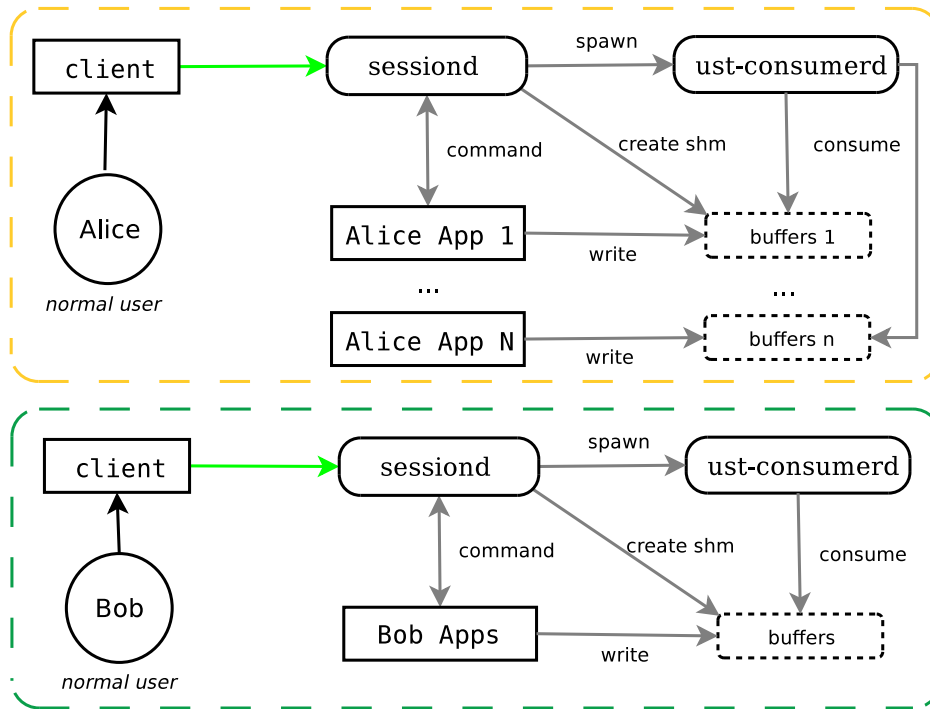 spawn
client
sessiond
ust-consumerd
command
create shm
consume
Alice
Alice App 1
buffers 1
write
normal user
...
...
Alice App N
buffers n
write
spawn
client
sessiond
ust-consumerd
command
create shm
consume
Bob
Bob Apps
buffers
write
normal user